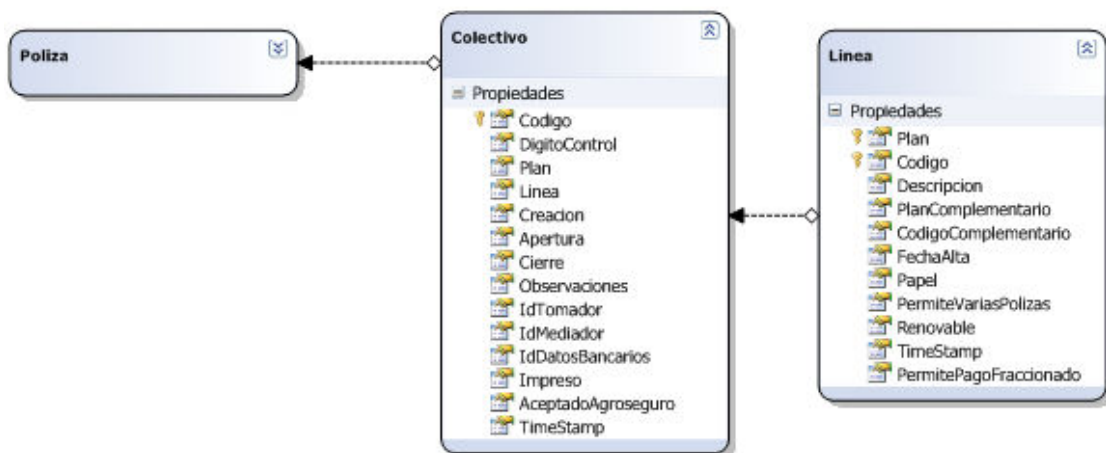 Poliza
Colectivo
Propiedades
Codigo
DigitoControl
Plan
Linea
Creacion
Apertura
Cierre
Observaciones
IdTomador
IdMediador
IdDatosBancarios
Impreso
AceptadoAgroseguro
TimeStamp
Linea
Propiedades
Plan
Codigo
Descripcion
PlanComplementario
CodigoComplementario
FechaAlta
Papel
PermiteVariasPolizas
Renovable
TimeStamp
PermitePagoFraccionado